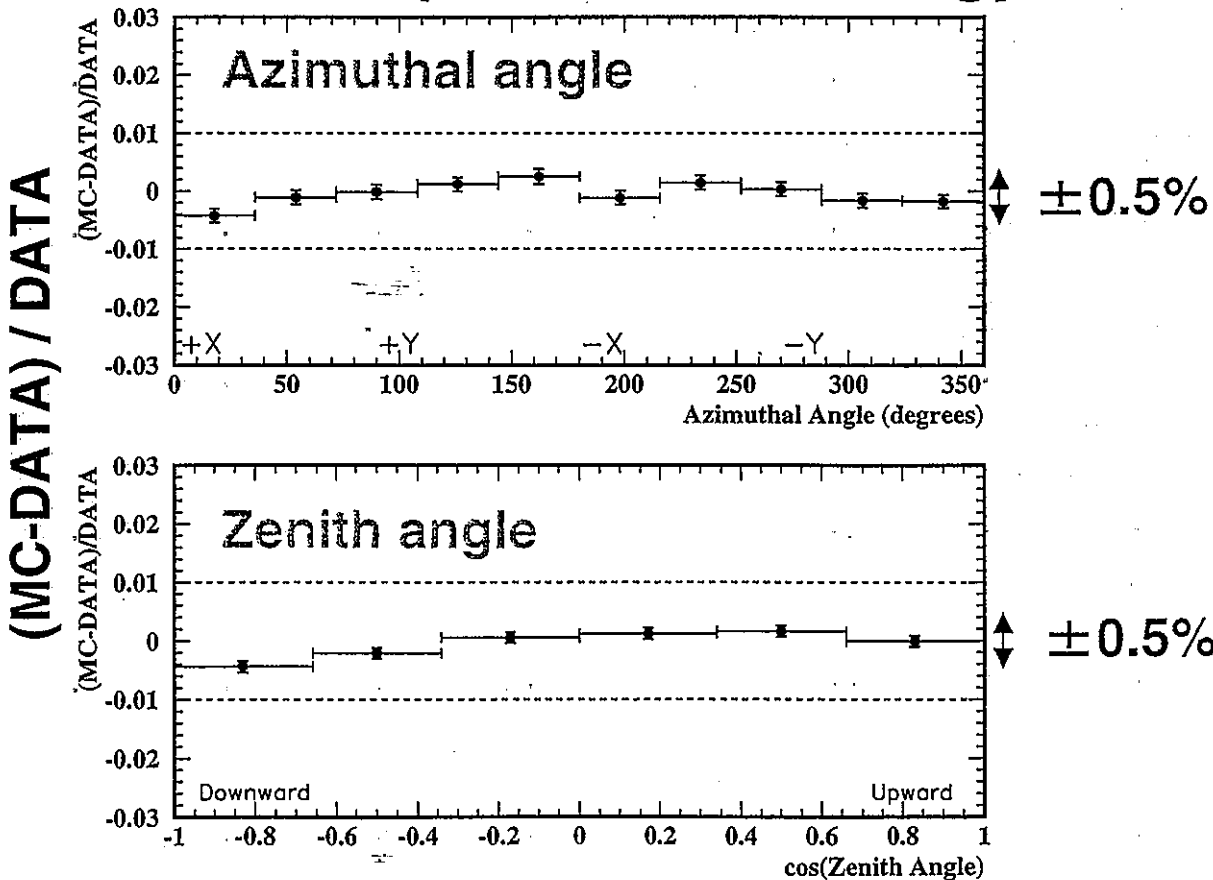 (MC-DATA) / DATA
(MC-DATA)/DATA
0.03
0.02
0.01
0
-0.01
-0.02
-0.03
Azimuthal angle
±0.5%
+X +Y −X −Y
0 50 100 150 200 250 300 350
Azimuthal Angle (degrees)
(MC-DATA)/DATA
0.03
0.02
0.01
0
-0.01
-0.02
-0.03
Zenith angle
±0.5%
Downward Upward
-1 -0.8 -0.6 -0.4 -0.2 0 0.2 0.4 0.6 0.8 1
cos(Zenith Angle)